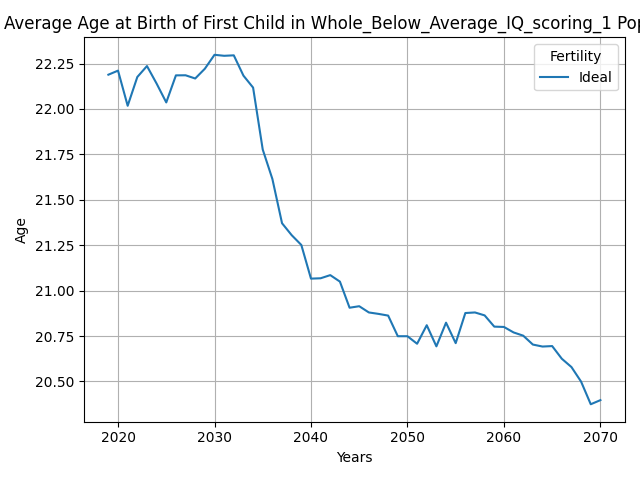 Average Age at Birth of First Child in Whole_Below_Average_IQ_scoring_1 Pop
Fertility
Ideal
22.25
22.00
21.75
21.50
21.25
21.00
20.75
20.50
Age
2020 2030 2040 2050 2060 2070
Years